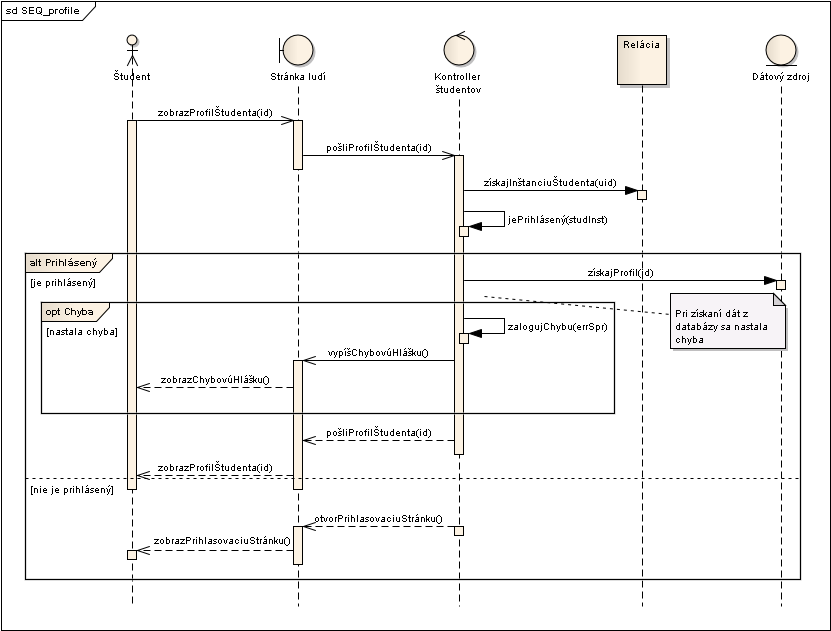 sd SEQ_profile
Študent
Stránka ludí
Kontroller
študentov
Relácia
Dátový zdroj
zobrazProfilŠtudenta(id)
pošliProfilŠtudenta(id)
získajInštanciuŠtudenta(uid)
jePrihlásený(studInst)
alt Prihlásený
[je prihlásený]
získajProfil(id)
opt Chyba
[nastala chyba]
Pri získaní dát z
databázy sa nastala
chyba
zalogujChybu(errSpr)
vypíšChybovúHlášku()
zobrazChybovúHlášku()
pošliProfilŠtudenta(id)
zobrazProfilŠtudenta(id)
[nie je prihlásený]
otvorPrihlasovaciuStránku()
zobrazPrihlasovaciuStránku()